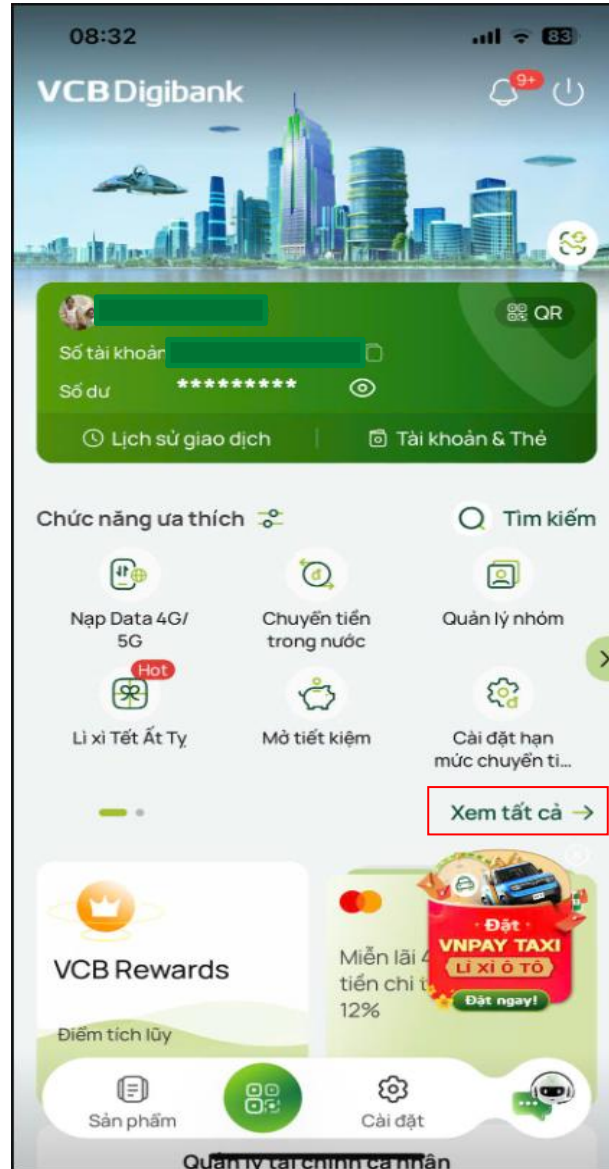 08:32
83
VCB Digibank
9+
QR
Số tài khoản
Số dư
*********
Lịch sử giao dịch
Tài khoản & Thẻ
Chức năng ưa thích
Tìm kiếm
Nạp Data 4G/
5G
Chuyển tiền
trong nước
Quản lý nhóm
Hot
Lì xì Tết Ất Tỵ
Mở tiết kiệm
Cài đặt hạn
mức chuyển ti...
Xem tất cả →
VCB Rewards
Điểm tích lũy
Miễn lãi
tiền chi
12%
Đặt
VNPAY TAXI
LÌ XÌ Ô TÔ
Đặt ngay!
Sản phẩm
Cài đặt
Quản lý tài chính cá nhân